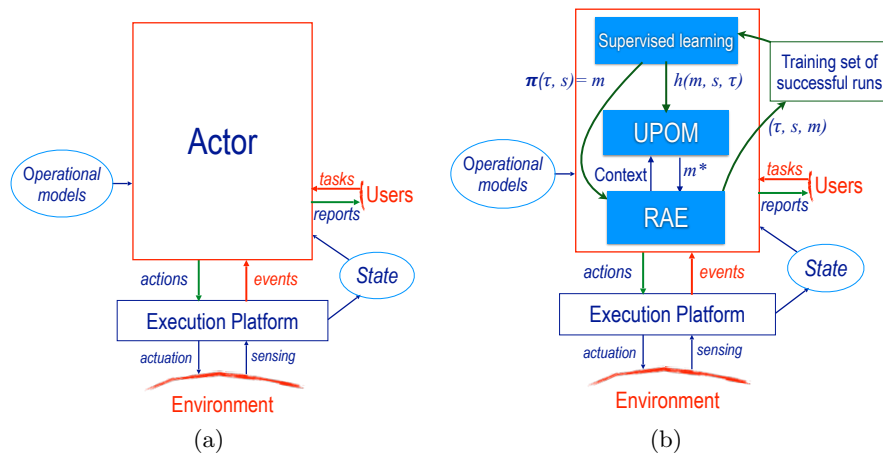 Actor
Operational
models
tasks
Users
reports
actions
events
State
Execution Platform
actuation
sensing
Environment
(a)
Supervised learning
Training set of
successful runs
π(τ, s) = m
h(m, s, τ)
UPOM
(τ, s, m)
Operational
models
Context
m*
tasks
Users
RAE
reports
actions
events
State
Execution Platform
actuation
sensing
Environment
(b)